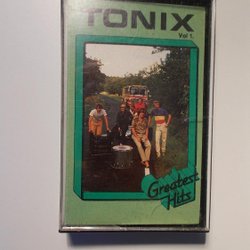 TONIX
Vol 1.
Greatest
Hits